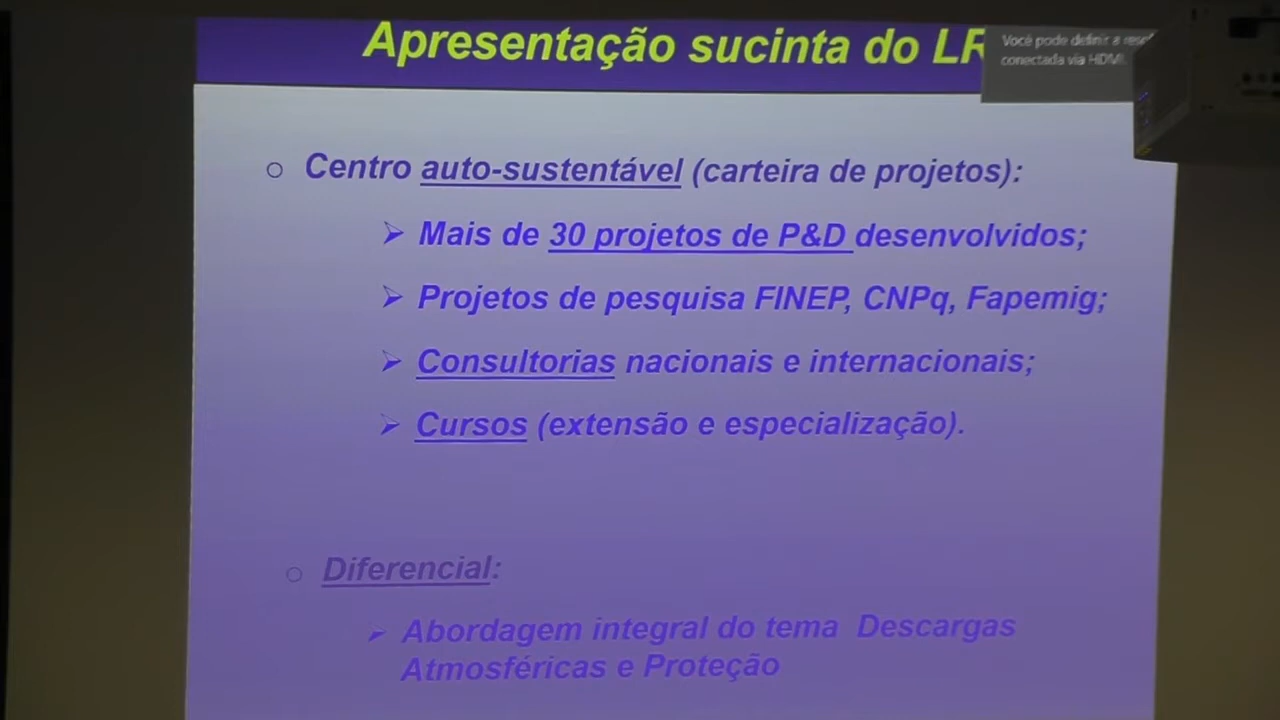 Apresentação sucinta do LR
Você pode definir a
conectada via HDMI.
Centro auto-sustentável (carteira de projetos):
Mais de 30 projetos de P&D desenvolvidos;
Projetos de pesquisa FINEP, CNPq, Fapemig;
Consultorias nacionais e internacionais;
Cursos (extensão e especialização).
Diferencial:
Abordagem integral do tema Descargas
Atmosféricas e Proteção